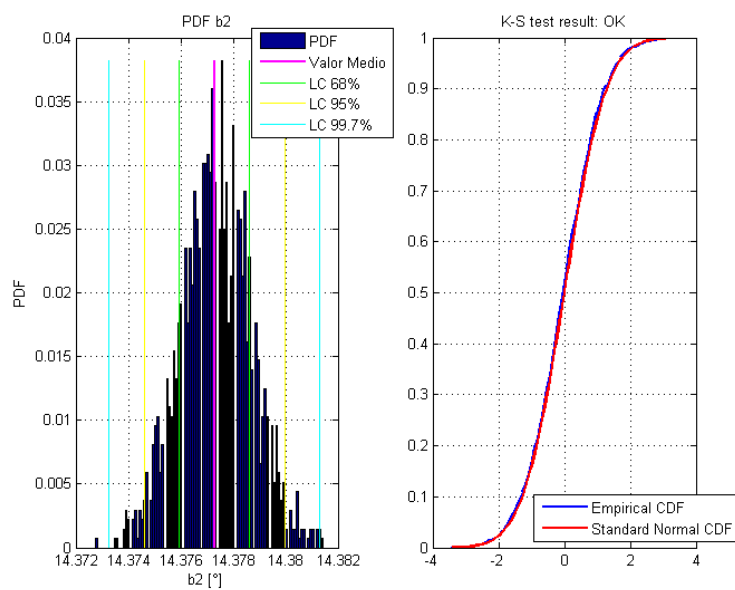 PDF b2
PDF
Valor Medio
LC 68%
LC 95%
LC 99.7%
0.04
0.035
0.03
0.025
0.02
0.015
0.01
0.005
0
PDF
14.372
14.374
14.376
14.378
14.38
14.382
b2 [°]
K-S test result: OK
1
0.9
0.8
0.7
0.6
0.5
0.4
0.3
0.2
0.1
0
-4
-2
0
2
4
Empirical CDF
Standard Normal CDF